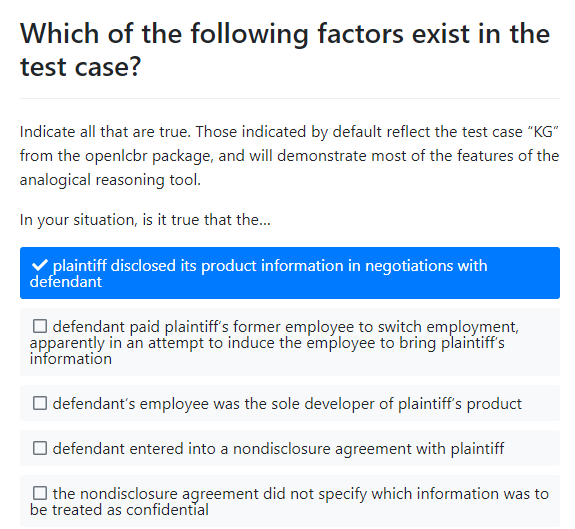 Which of the following factors exist in the
test case?
Indicate all that are true. Those indicated by default reflect the test case “KG”
from the openlcbr package, and will demonstrate most of the features of the
analogical reasoning tool.
In your situation, is it true that the...
plaintiff disclosed its product information in negotiations with
defendant
defendant paid plaintiff’s former employee to switch employment,
apparently in an attempt to induce the employee to bring plaintiff’s
information
defendant’s employee was the sole developer of plaintiff’s product
defendant entered into a nondisclosure agreement with plaintiff
the nondisclosure agreement did not specify which information was to
be treated as confidential